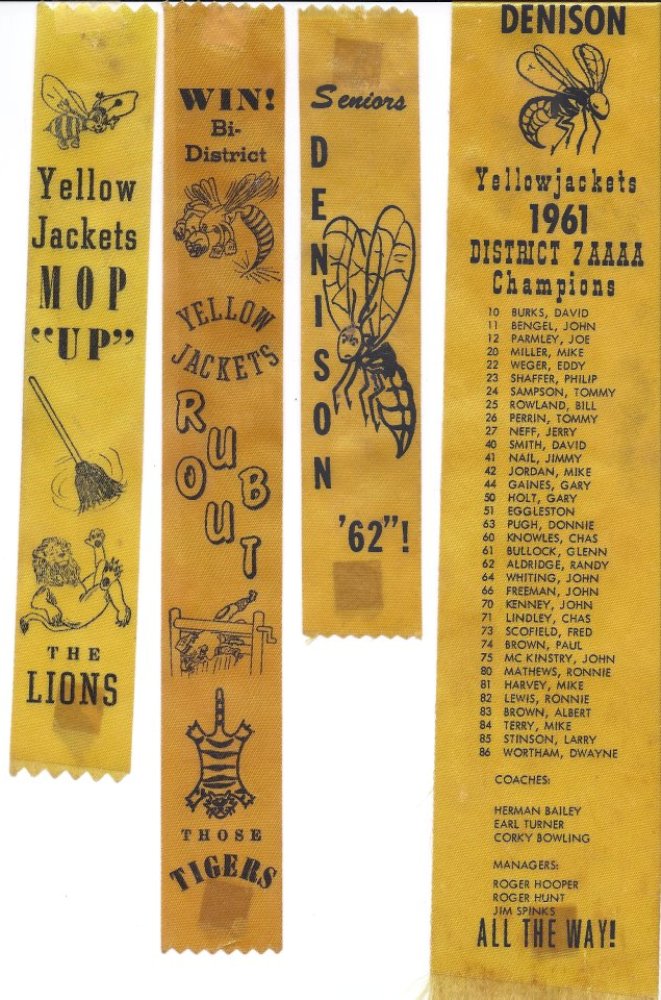 Yellow
Jackets
MOP
"UP"
THE
LIONS
WIN!
Bi-
District
YELLOW
JACKETS
RUB
OUT
THOSE
TIGERS
Seniors
DENISON
'62"!
DENISON
Yellowjackets
1961
DISTRICT 7 AAAA
Champions
10 BURKS, DAVID
11 BENGEL, JOHN
12 PARMLEY, JOE
20 MILLER, MIKE
22 WEGER, EDDY
23 SHAFFER, PHILIP
24 SAMPSON, TOMMY
25 ROWLAND, BILL
26 PERRIN, TOMMY
27 NEFF, JERRY
40 SMITH, DAVID
41 NAIL, JIMMY
42 JORDAN, MIKE
44 GAINES, GARY
50 HOLT, GARY
51 EGGLESTON
63 PUGH, DONNIE
60 KNOWLES, CHAS
61 BULLOCK, GLENN
62 ALDRIDGE, RANDY
64 WHITING, JOHN
66 FREEMAN, JOHN
70 KENNEY, JOHN
71 LINDLEY, CHAS
73 SCOFIELD, FRED
74 BROWN, PAUL
75 MC KINSTRY, JOHN
80 MATHEWS, RONNIE
81 HARVEY, MIKE
82 LEWIS, RONNIE
83 BROWN, ALBERT
84 TERRY, MIKE
85 STINSON, LARRY
86 WORTHAM, DWAYNE
COACHES:
HERMAN BAILEY
EARL TURNER
CORKY BOWLING
MANAGERS:
ROGER HOOPER
ROGER HUNT
JIM SPINKS
ALL THE WAY!